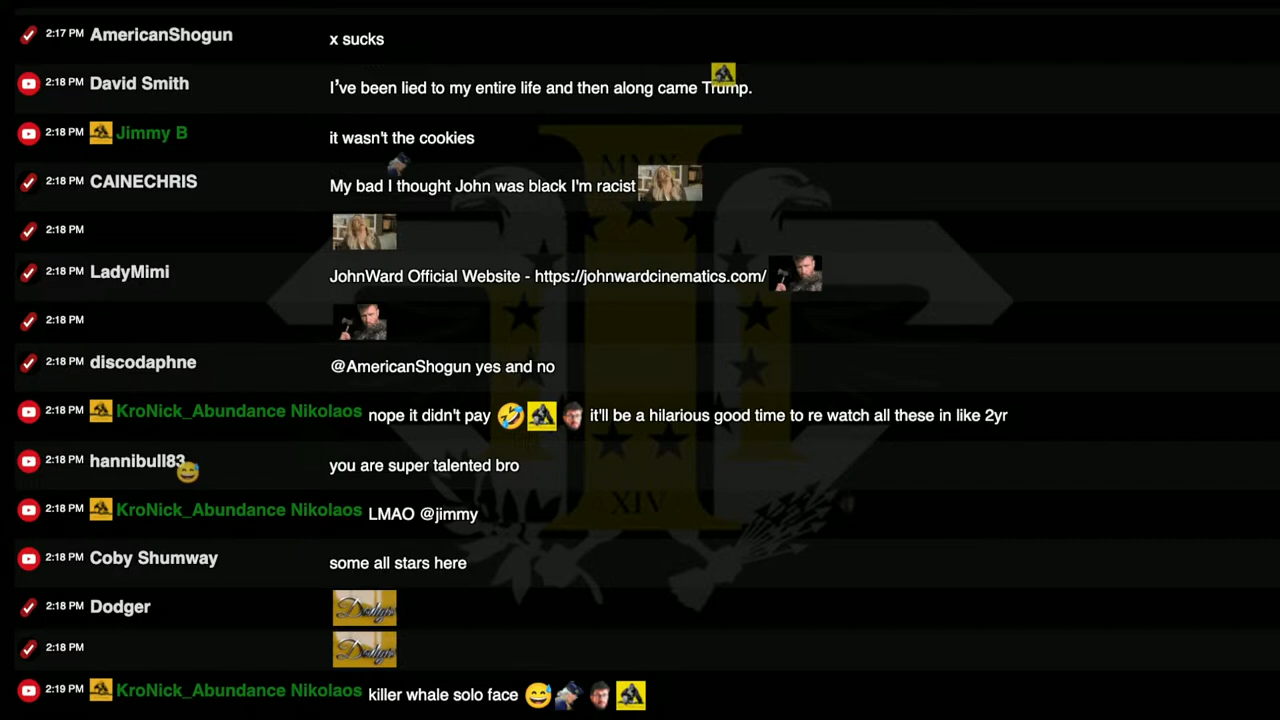 2:17 PM AmericanShogun x sucks
2:18 PM David Smith I've been lied to my entire life and then along came Trump.
2:18 PM Jimmy B it wasn't the cookies
MMX
2:18 PM CAINECHRIS My bad I thought John was black I'm racist
2:18 PM
2:18 PM LadyMimi JohnWard Official Website - https://johnwardcinematics.com/
2:18 PM
2:18 PM discodaphne @AmericanShogun yes and no
2:18 PM KroNick_Abundance Nikolaos nope it didn't pay 🤣 it'll be a hilarious good time to re watch all these in like 2yr
2:18 PM hannibull83 you are super talented bro
XIV
2:18 PM KroNick_Abundance Nikolaos LMAO @jimmy
2:18 PM Coby Shumway some all stars here
2:18 PM Dodger Dodger
2:18 PM Dodger
2:19 PM KroNick_Abundance Nikolaos killer whale solo face 😅